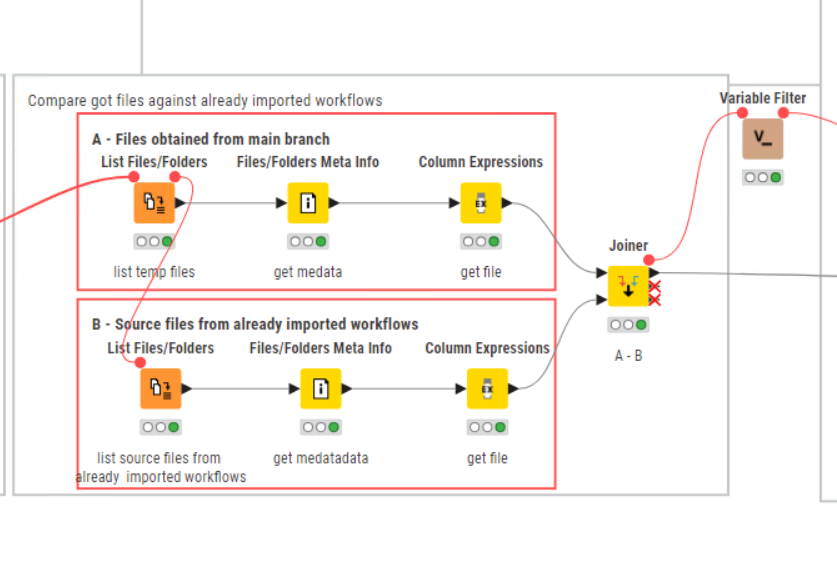 Compare got files against already imported workflows
Variable Filter
V_
A - Files obtained from main branch
List Files/Folders
Files/Folders Meta Info
Column Expressions
EX
list temp files
get medata
get file
Joiner
A - B
B - Source files from already imported workflows
List Files/Folders
Files/Folders Meta Info
Column Expressions
EX
list source files from
already imported workflows
get medatadata
get file